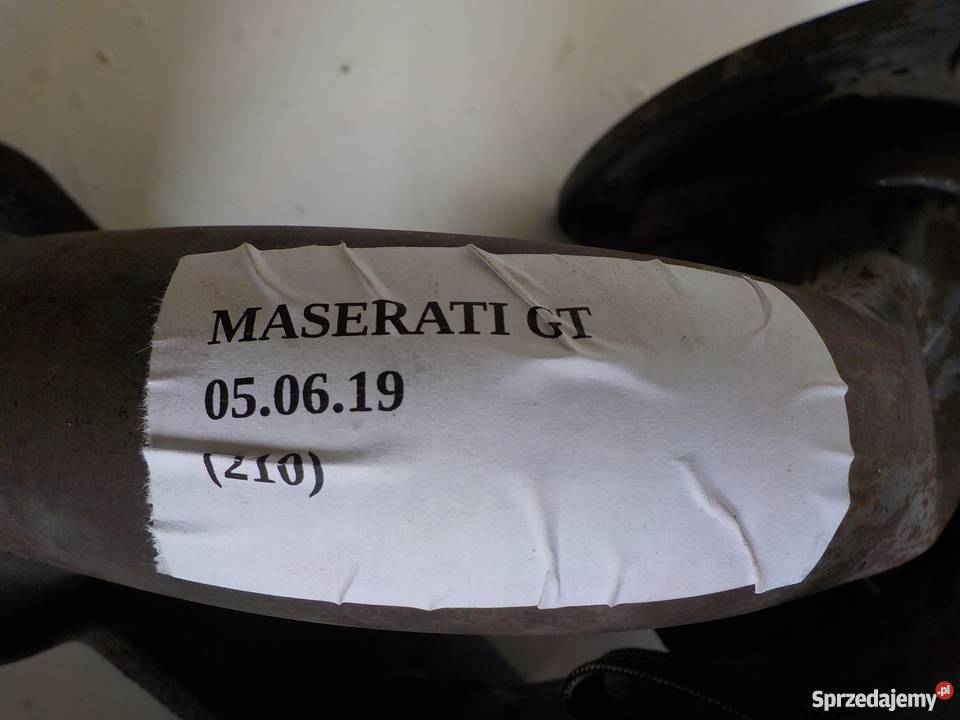 MASERATI GT
05.06.19
(210)
Sprzedajemy.pl